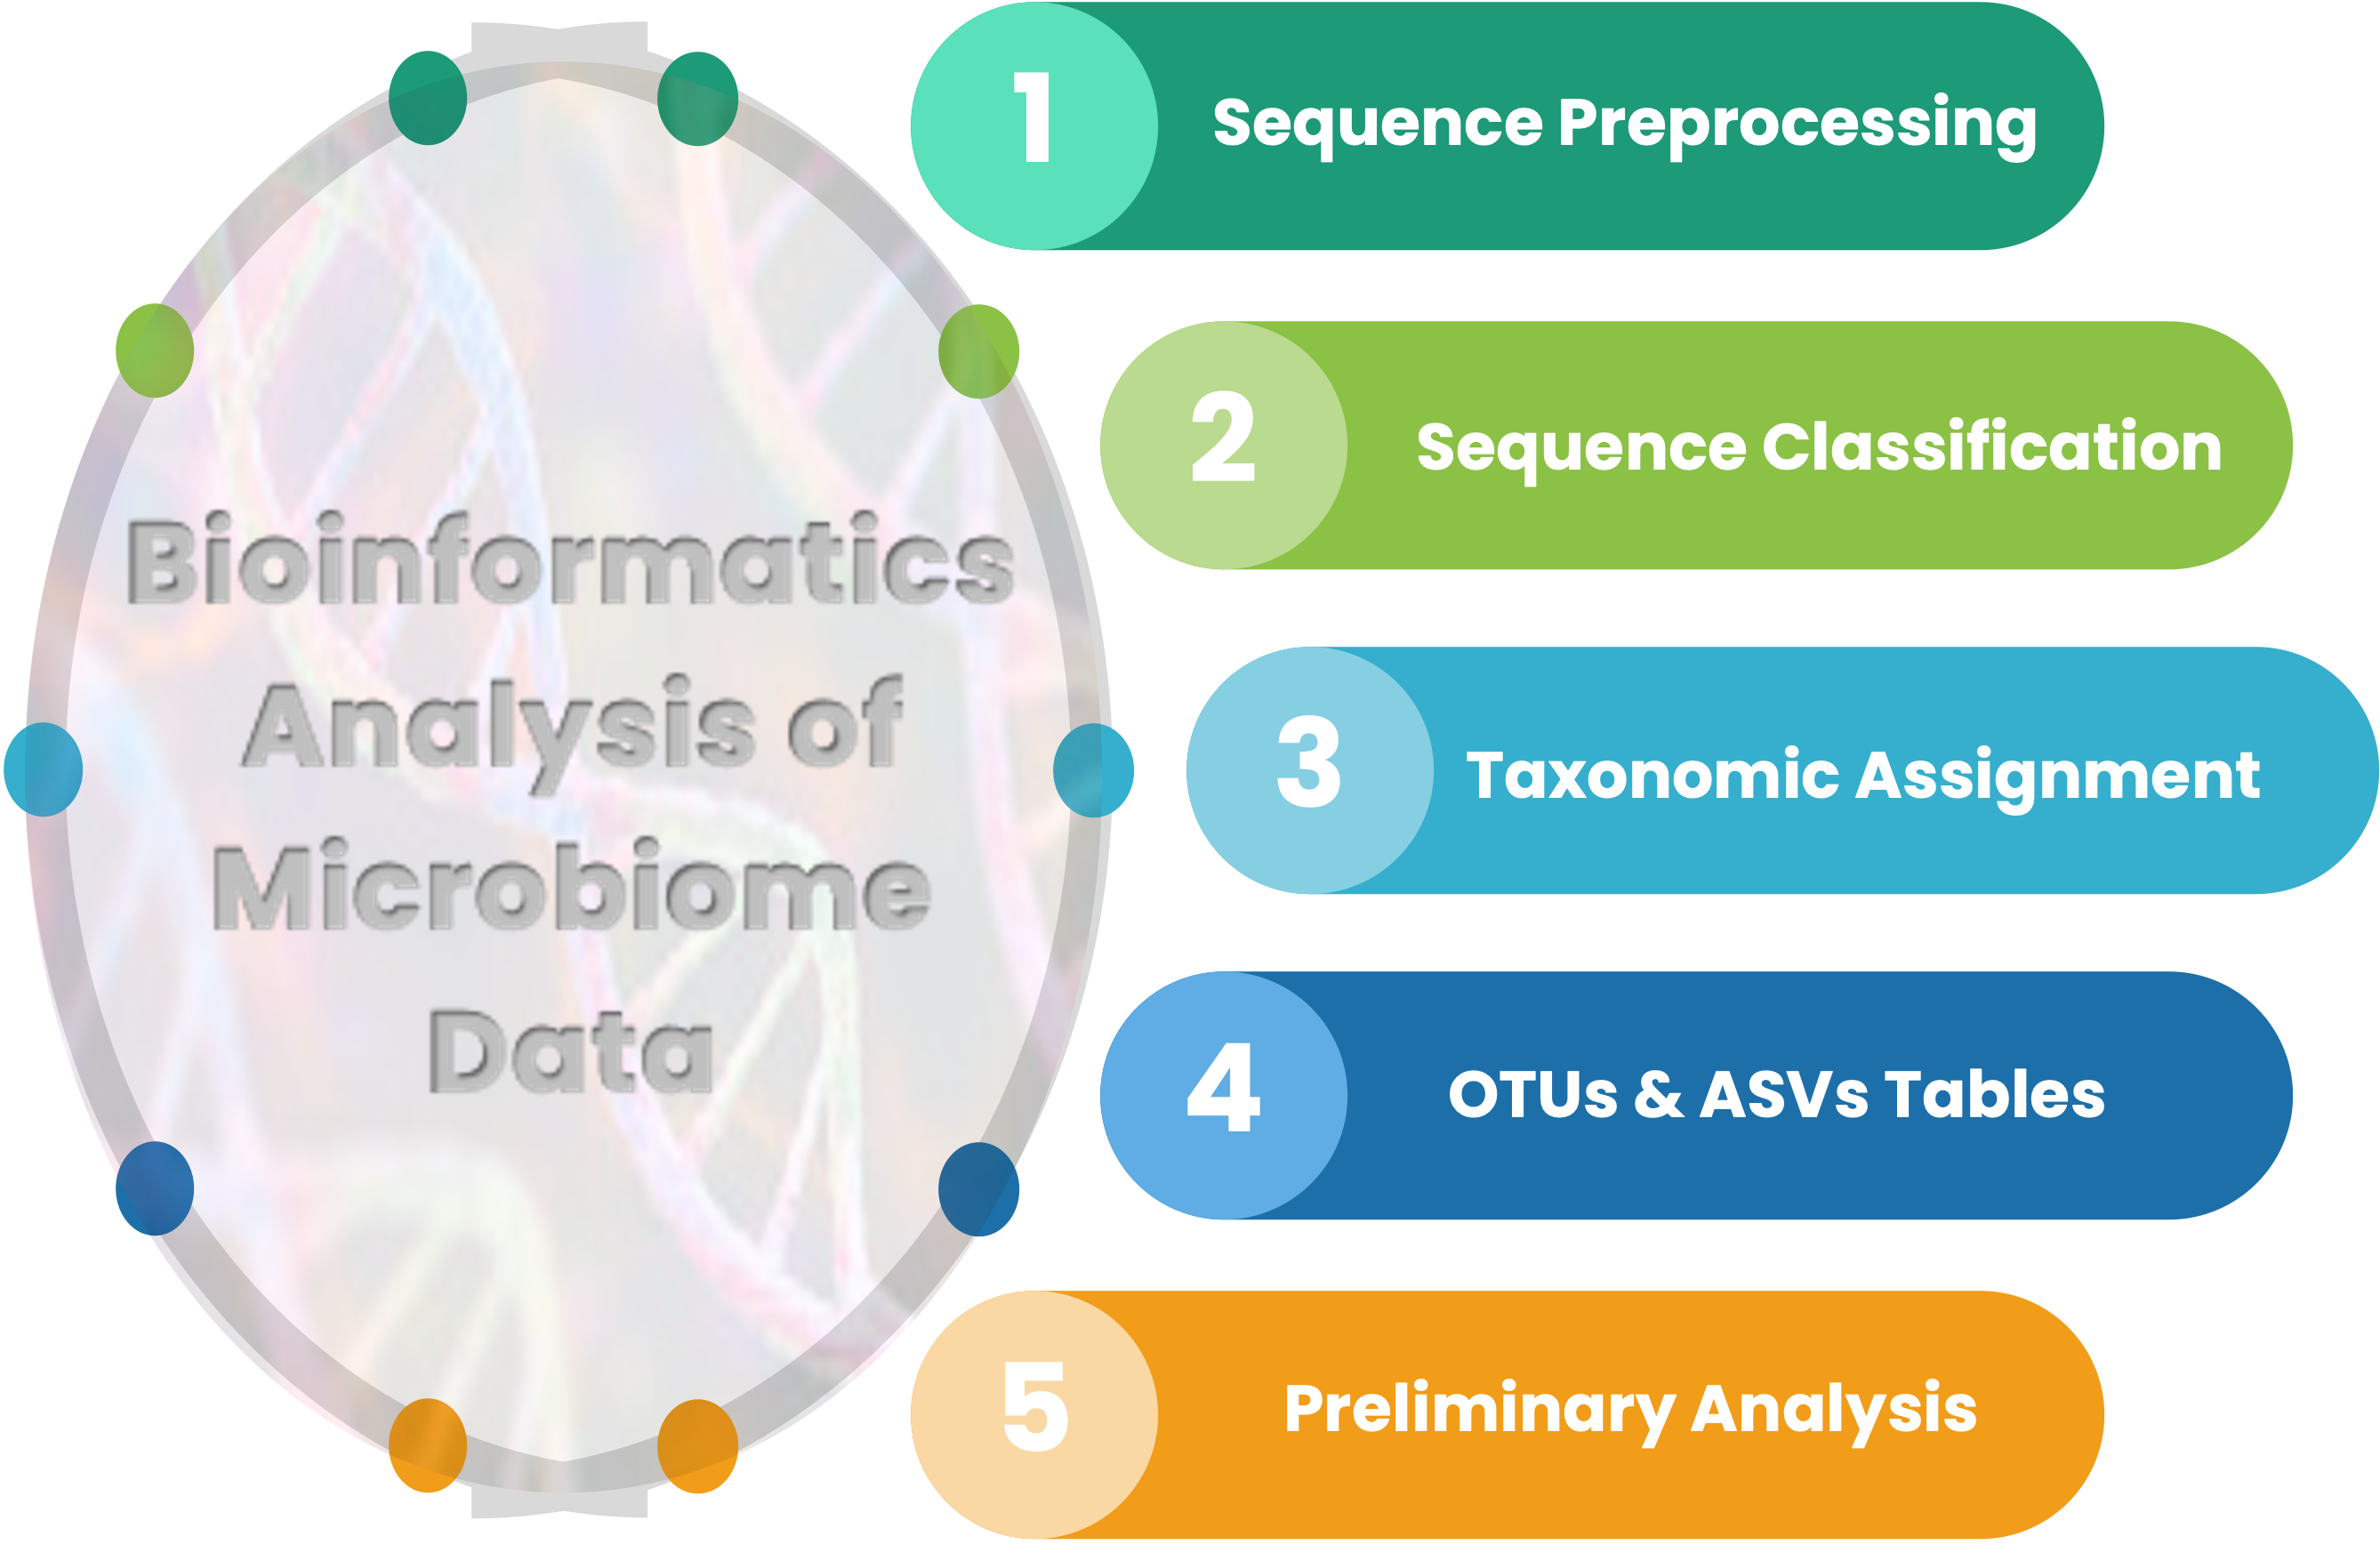 Bioinformatics
Analysis of
Microbiome
Data
1
Sequence Preprocessing
2
Sequence Classification
3
Taxonomic Assignment
4
OTUs & ASVs Tables
5
Preliminary Analysis